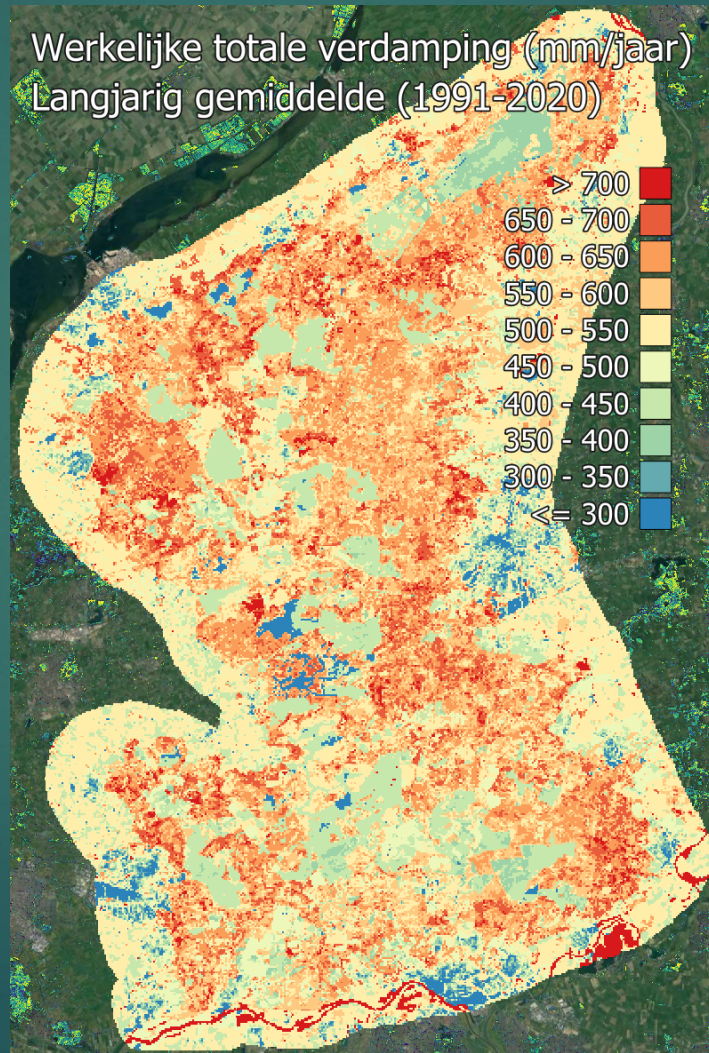 Werkelijke totale verdamping (mm/jaar)
Langjarig gemiddelde (1991-2020)
> 700
650 - 700
600 - 650
550 - 600
500 - 550
450 - 500
400 - 450
350 - 400
300 - 350
<= 300